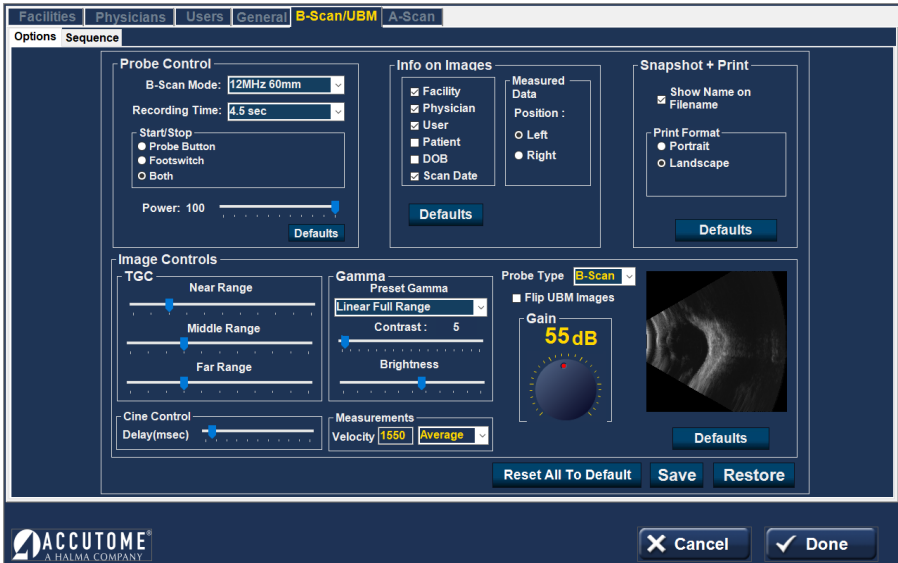 Facilities Physicians Users General B-Scan/UBM A-Scan
Options Sequence
Probe Control
B-Scan Mode: 12MHz 60mm
Recording Time: 4.5 sec
Start/Stop
Probe Button
Footswitch
Both
Power: 100
Defaults
Info on Images
Facility
Physician
User
Patient
DOB
Scan Date
Measured
Data
Position :
Left
Right
Defaults
Snapshot + Print
Show Name on
Filename
Print Format
Portrait
Landscape
Defaults
Image Controls
TGC
Near Range
Middle Range
Far Range
Gamma
Preset Gamma
Linear Full Range
Contrast : 5
Brightness
Probe Type B-Scan
Flip UBM Images
Gain
55dB
Cine Control
Delay(msec)
Measurements
Velocity 1550 Average
Defaults
Reset All To Default Save Restore
ACCUTOME®
A HALMA COMPANY
Cancel Done